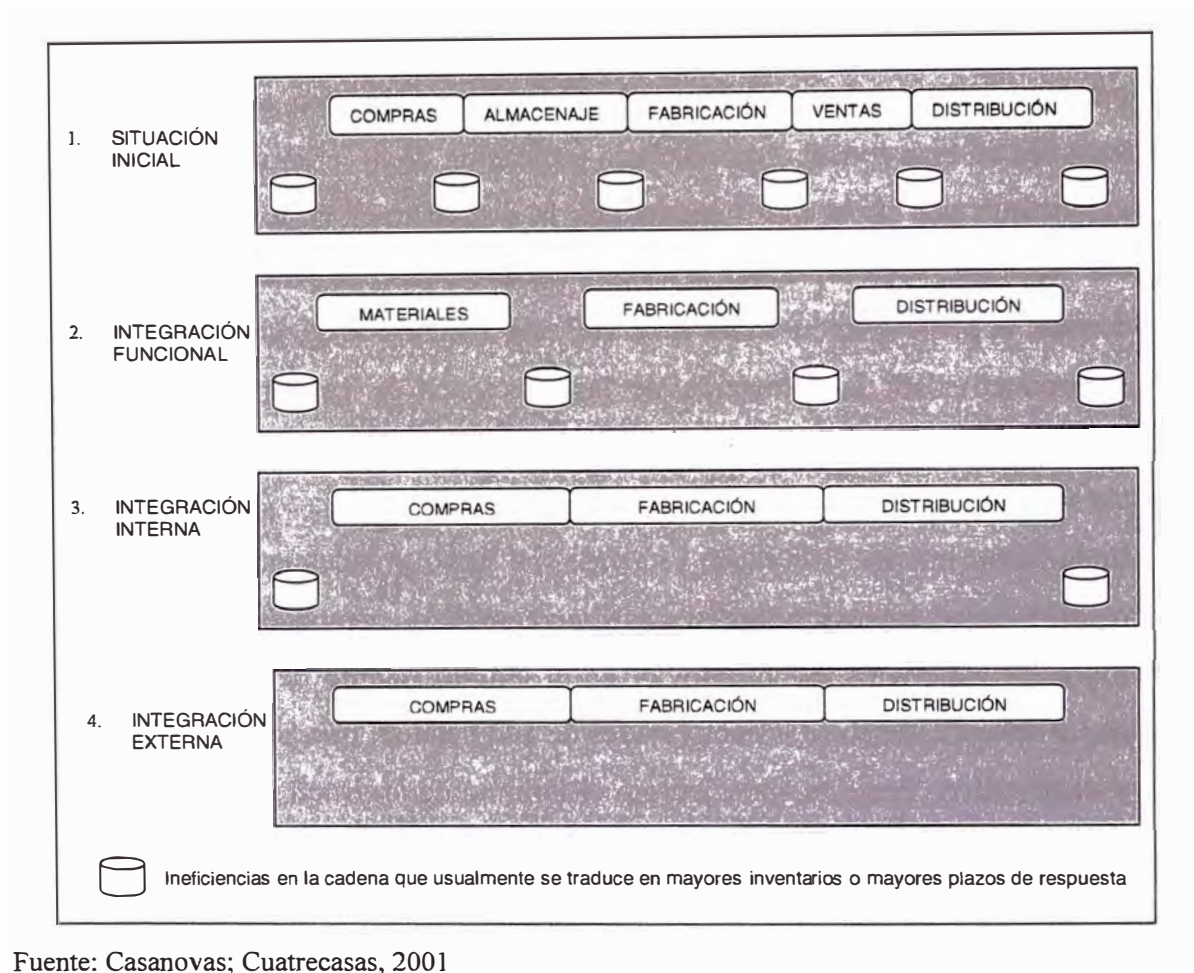 1. SITUACIÓN
INICIAL
COMPRAS ALMACENAJE FABRICACIÓN VENTAS DISTRIBUCIÓN
2. INTEGRACIÓN
FUNCIONAL
MATERIALES FABRICACIÓN DISTRIBUCIÓN
3. INTEGRACIÓN
INTERNA
COMPRAS FABRICACIÓN DISTRIBUCIÓN
4. INTEGRACIÓN
EXTERNA
COMPRAS FABRICACIÓN DISTRIBUCIÓN
Ineficiencias en la cadena que usualmente se traduce en mayores inventarios o mayores plazos de respuesta
Fuente: Casanovas; Cuatrecasas, 2001